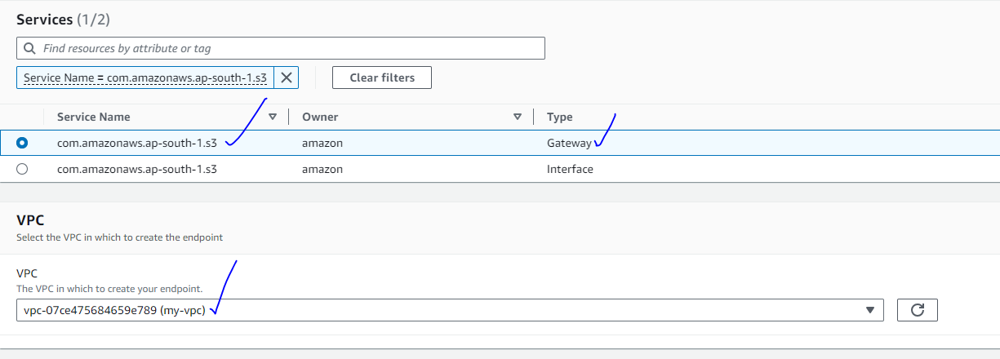 Services (1/2)
Find resources by attribute or tag
Service Name = com.amazonaws.ap-south-1.s3 Clear filters
Service Name Owner Type
com.amazonaws.ap-south-1.s3 amazon Gateway
com.amazonaws.ap-south-1.s3 amazon Interface
VPC
Select the VPC in which to create the endpoint
VPC
The VPC in which to create your endpoint.
vpc-07ce475684659e789 (my-vpc)